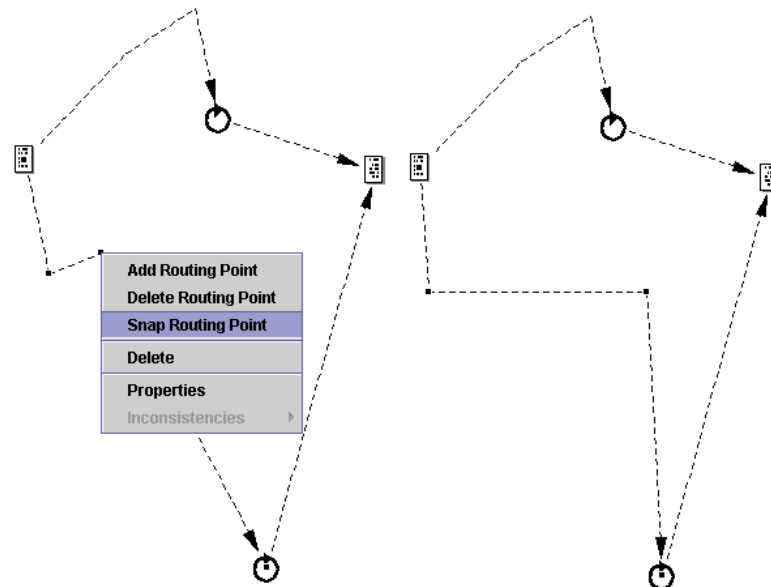 Add Routing Point
Delete Routing Point
Snap Routing Point
Delete
Properties
Inconsistencies